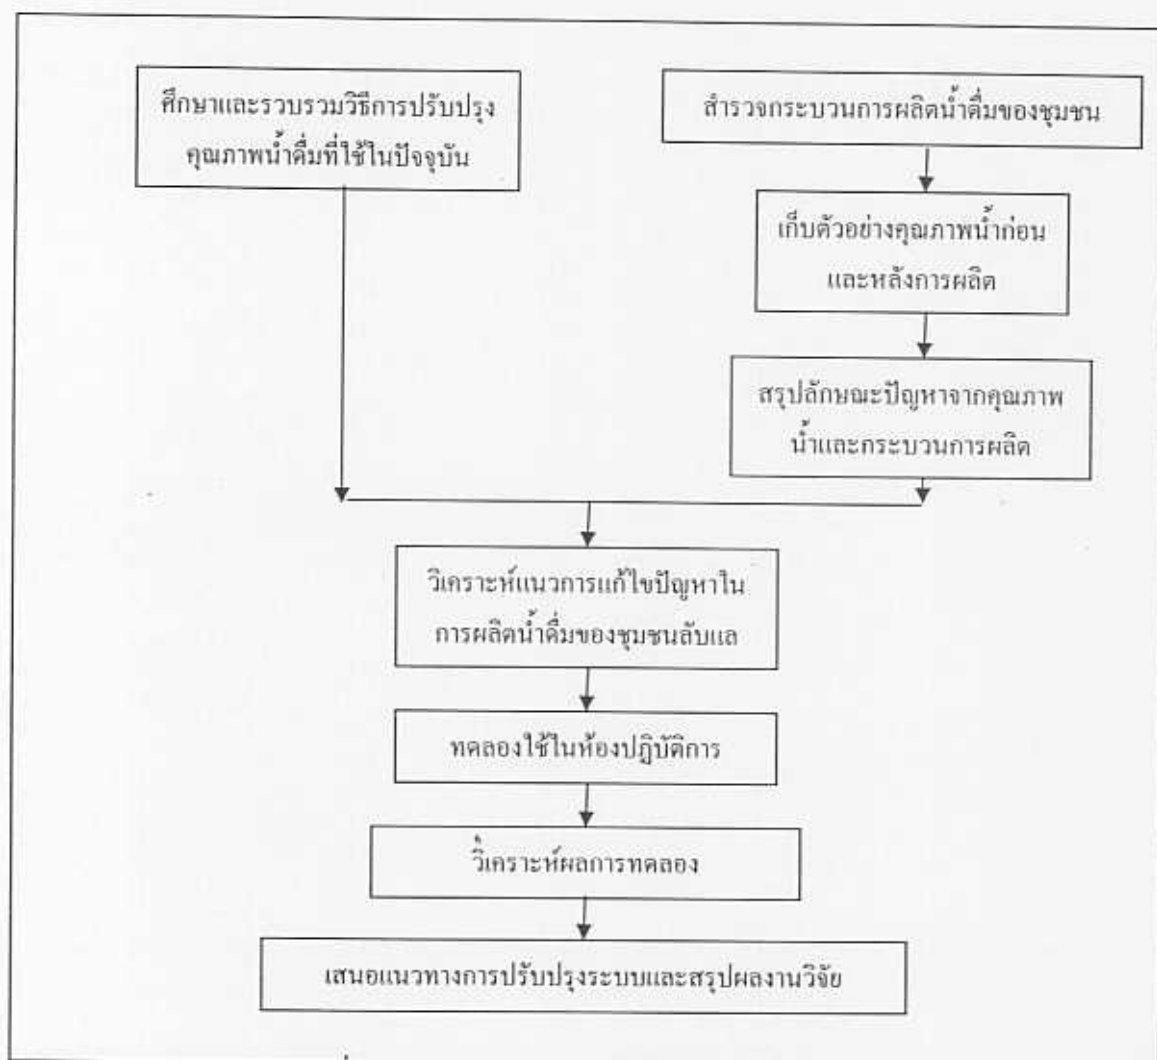 ศึกษาและรวบรวมวิธีการปรับปรุง
คุณภาพน้ำดื่มที่ใช้ในปัจจุบัน
สำรวจกระบวนการผลิตน้ำดื่มของชุมชน
เก็บตัวอย่างคุณภาพน้ำก่อน
และหลังการผลิต
สรุปลักษณะปัญหาจากคุณภาพ
น้ำและกระบวนการผลิต
วิเคราะห์แนวการแก้ไขปัญหาใน
การผลิตน้ำดื่มของชุมชนลับแล
ทดลองใช้ในห้องปฏิบัติการ
วิเคราะห์ผลการทดลอง
เสนอแนวทางการปรับปรุงระบบและสรุปผลงานวิจัย